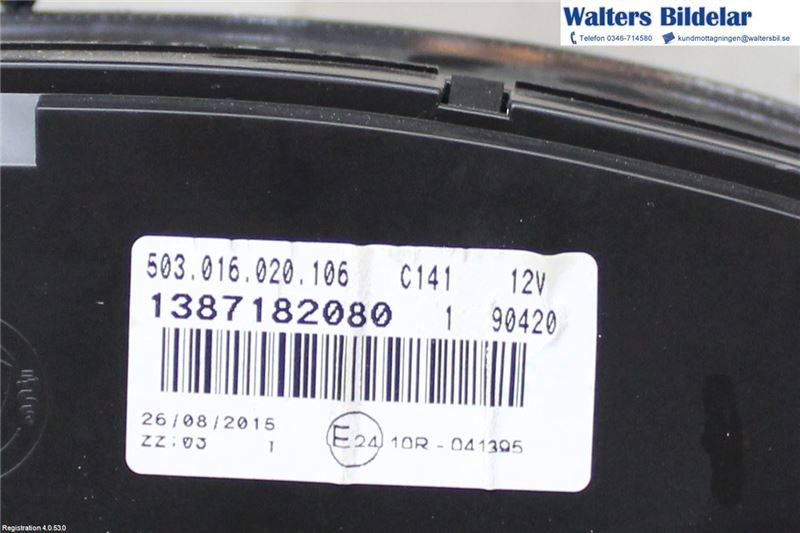 Walters Bildelar
Telefon 0346-714580 kundmottagningen@waltersbil.se
503.016.020.106 C141 12V
1387182080 1 90420
26/08/2015
ZZ:03 1
E24 10R-041395
Registration 4.0.53.0